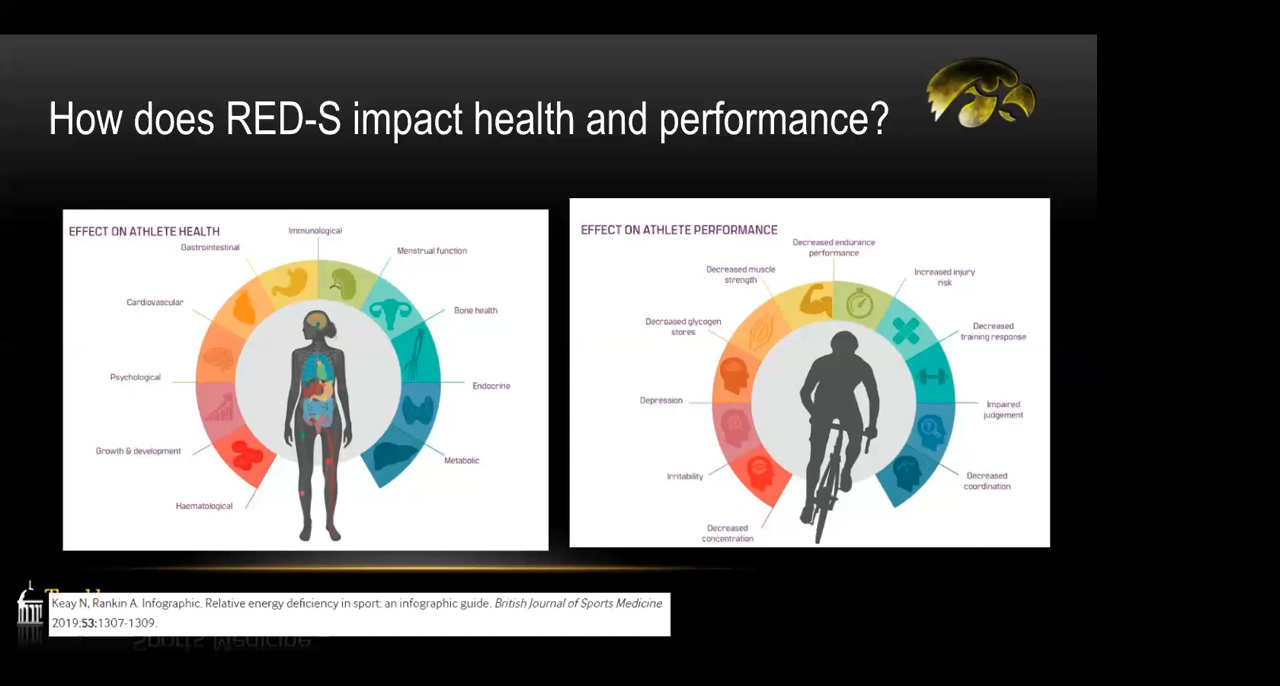 How does RED-S impact health and performance?
EFFECT ON ATHLETE HEALTH
Immunological
Gastrointestinal
Menstrual function
Cardiovascular
Bone health
Psychological
Endocrine
Growth & development
Metabolic
Haematological
EFFECT ON ATHLETE PERFORMANCE
Decreased endurance
performance
Decreased muscle
strength
Increased injury
risk
Decreased glycogen
stores
Decreased
training response
Depression
Impaired
judgement
Irritability
Decreased
coordination
Decreased
concentration
Keay N, Rankin A. Infographic. Relative energy deficiency in sport: an infographic guide. British Journal of Sports Medicine
2019;53:1307-1309.
Sports Medicine